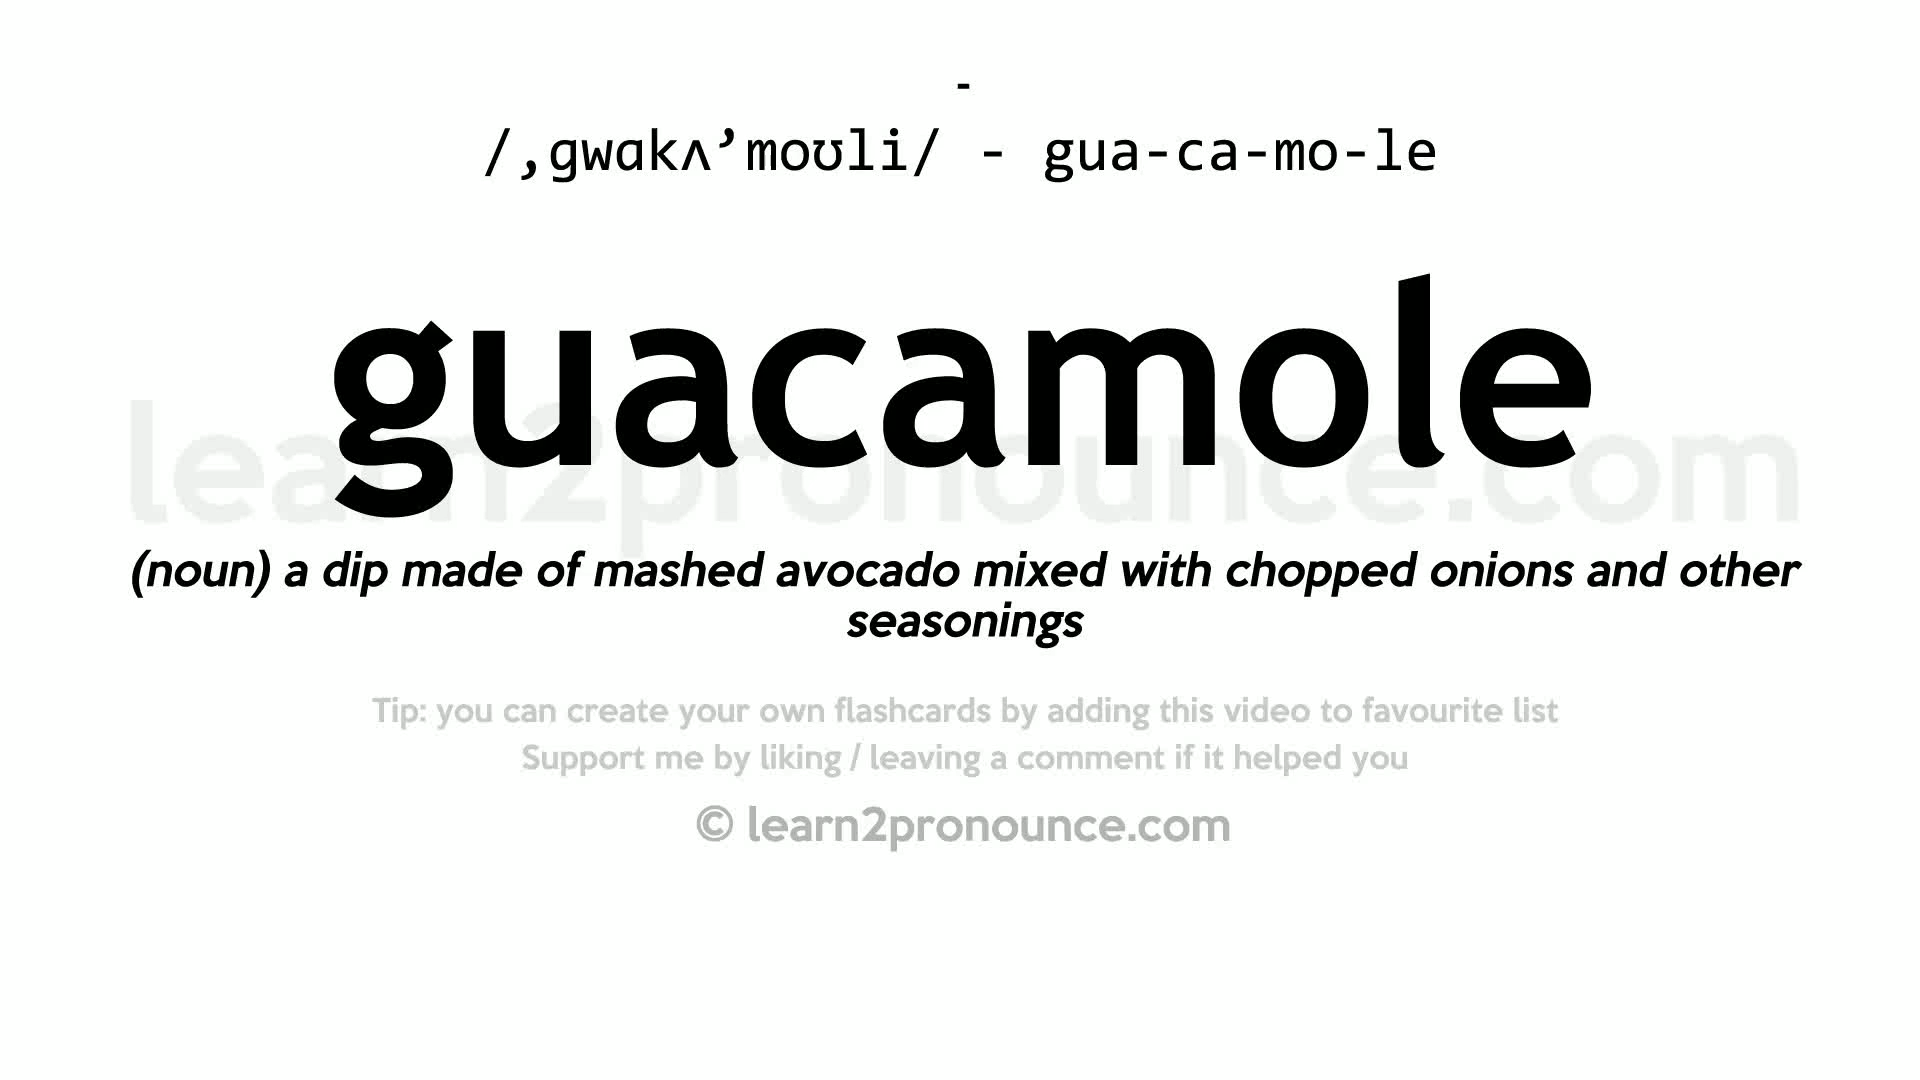 -
/,ɡwɑkʌ’moʊli/ - gua-ca-mo-le
guacamole
learn2pronounce.com
(noun) a dip made of mashed avocado mixed with chopped onions and other
seasonings
Tip: you can create your own flashcards by adding this video to favourite list
Support me by liking / leaving a comment if it helped you
© learn2pronounce.com